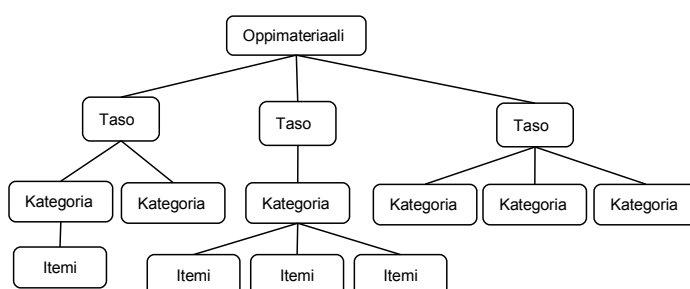 Oppimateriaali
Taso
Taso
Taso
Kategoria
Kategoria
Kategoria
Kategoria
Kategoria
Kategoria
Itemi
Itemi
Itemi
Itemi